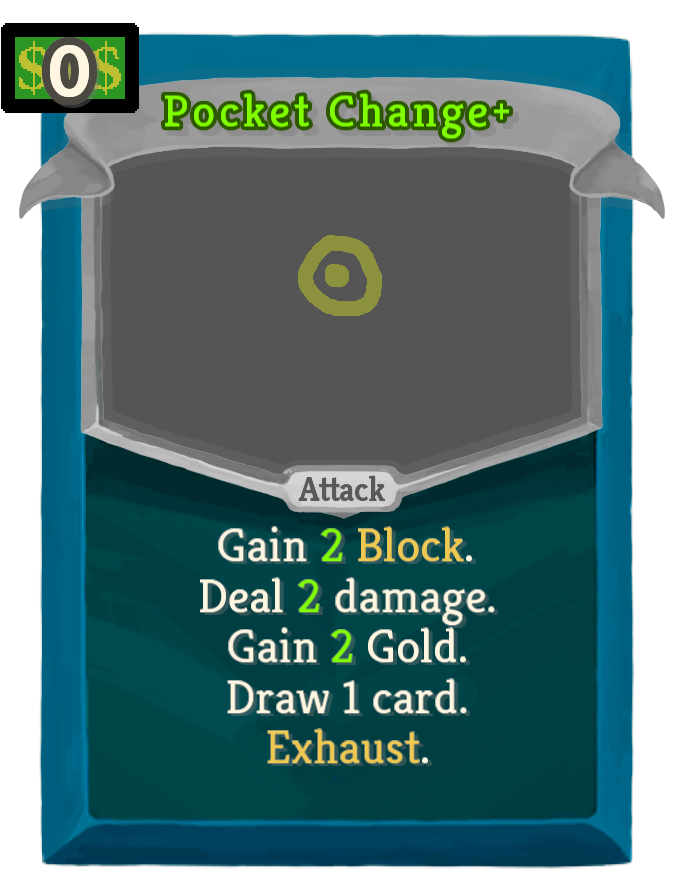 $0$
Pocket Change+
Attack
Gain 2 Block.
Deal 2 damage.
Gain 2 Gold.
Draw 1 card.
Exhaust.